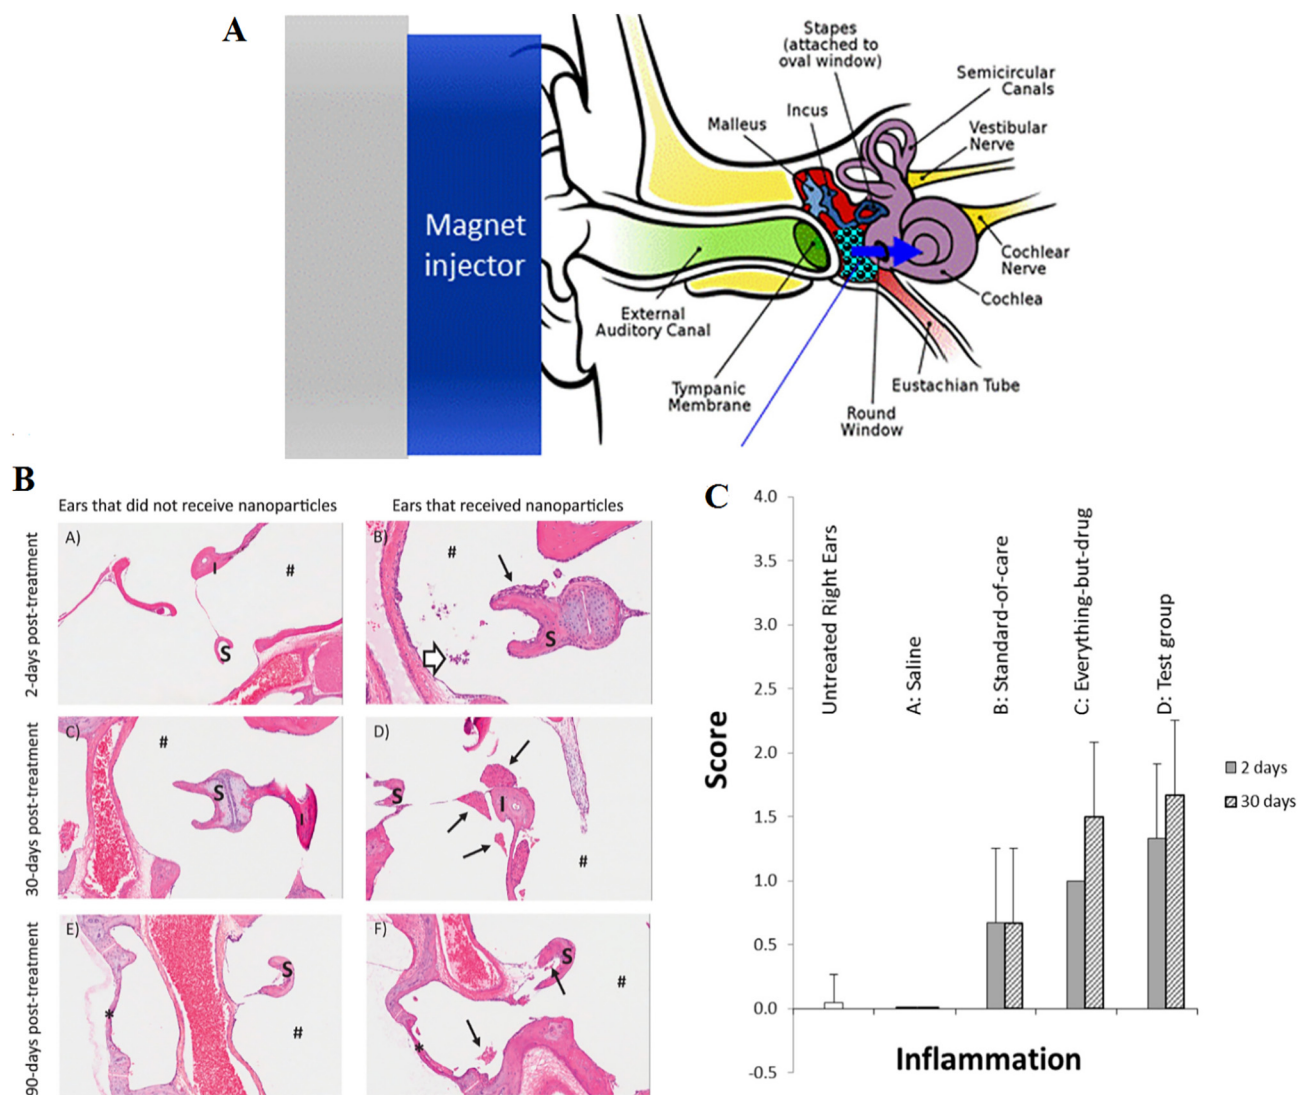 A
Stapes
(attached to
oval window)
Semicircular
Canals
Malleus
Incus
Vestibular
Nerve
Magnet
injector
Cochlear
Nerve
Cochlea
External
Auditory Canal
Tympanic
Membrane
Eustachian Tube
Round
Window
B
Ears that did not receive nanoparticles
Ears that received nanoparticles
2-days post-treatment
A)
I
#
S
B)
#
S
30-days post-treatment
C)
#
S
I
D)
S
I
#
90-days post-treatment
E)
S
*
#
F)
S
#
*
C
4.0
3.5
3.0
2.5
2.0
1.5
1.0
0.5
0.0
-0.5
Score
Untreated Right Ears
A: Saline
B: Standard-of-care
C: Everything-but-drug
D: Test group
2 days
30 days
Inflammation